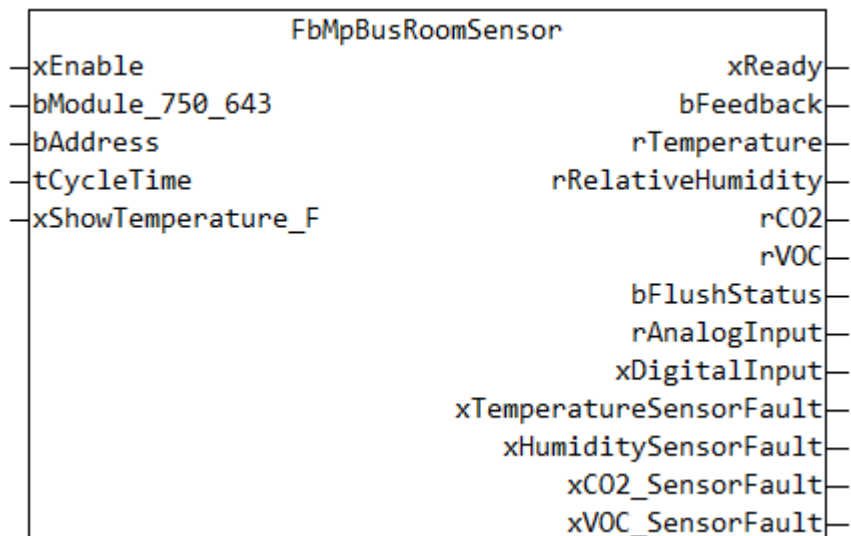 FbMpBusRoomSensor
xEnable xReady
bModule_750_643 bFeedback
bAddress rTemperature
tCycleTime rRelativeHumidity
xShowTemperature_F rCO2
rVOC
bFlushStatus
rAnalogInput
xDigitalInput
xTemperatureSensorFault
xHumiditySensorFault
xCO2_SensorFault
xVOC_SensorFault